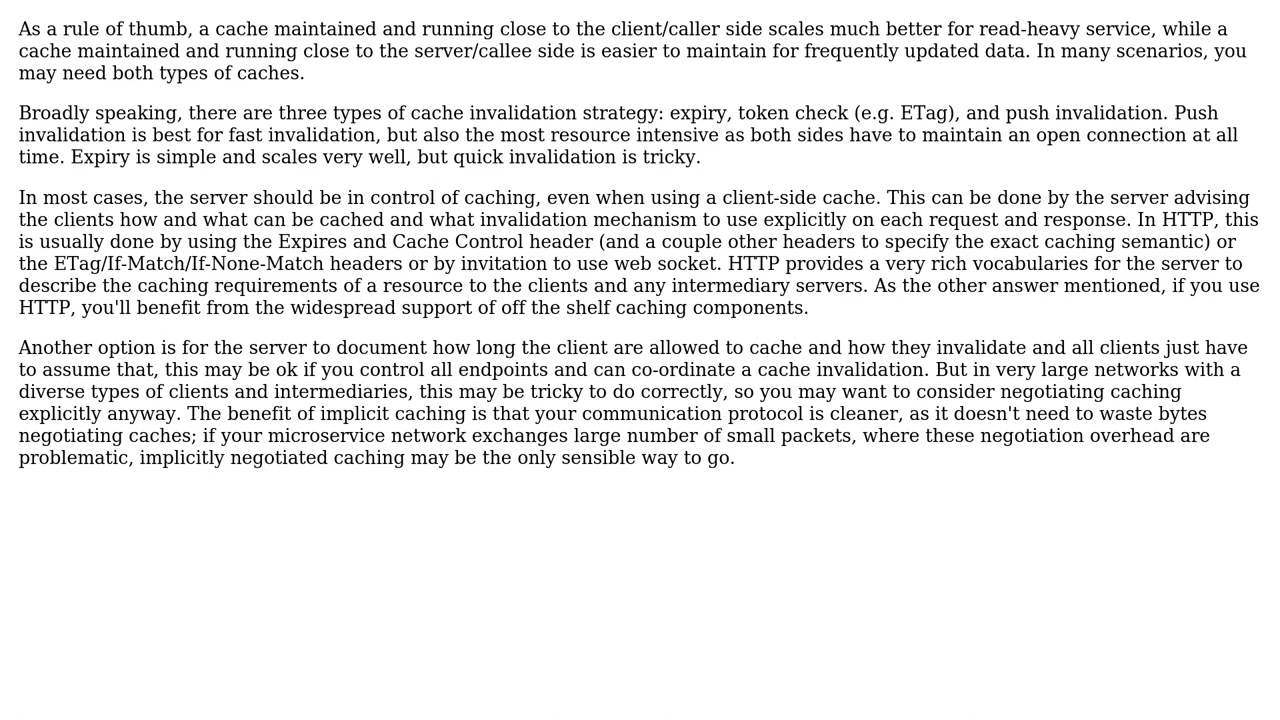 As a rule of thumb, a cache maintained and running close to the client/caller side scales much better for read-heavy service, while a
cache maintained and running close to the server/callee side is easier to maintain for frequently updated data. In many scenarios, you
may need both types of caches.
Broadly speaking, there are three types of cache invalidation strategy: expiry, token check (e.g. ETag), and push invalidation. Push
invalidation is best for fast invalidation, but also the most resource intensive as both sides have to maintain an open connection at all
time. Expiry is simple and scales very well, but quick invalidation is tricky.
In most cases, the server should be in control of caching, even when using a client-side cache. This can be done by the server advising
the clients how and what can be cached and what invalidation mechanism to use explicitly on each request and response. In HTTP, this
is usually done by using the Expires and Cache Control header (and a couple other headers to specify the exact caching semantic) or
the ETag/If-Match/If-None-Match headers or by invitation to use web socket. HTTP provides a very rich vocabularies for the server to
describe the caching requirements of a resource to the clients and any intermediary servers. As the other answer mentioned, if you use
HTTP, you'll benefit from the widespread support of off the shelf caching components.
Another option is for the server to document how long the client are allowed to cache and how they invalidate and all clients just have
to assume that, this may be ok if you control all endpoints and can co-ordinate a cache invalidation. But in very large networks with a
diverse types of clients and intermediaries, this may be tricky to do correctly, so you may want to consider negotiating caching
explicitly anyway. The benefit of implicit caching is that your communication protocol is cleaner, as it doesn't need to waste bytes
negotiating caches; if your microservice network exchanges large number of small packets, where these negotiation overhead are
problematic, implicitly negotiated caching may be the only sensible way to go.